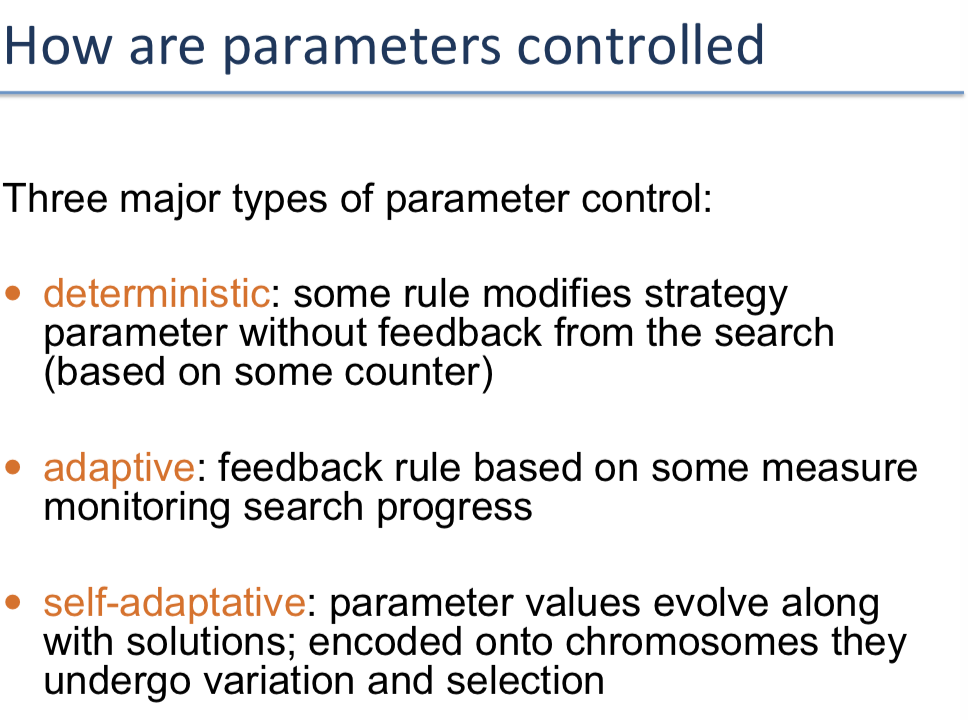 How are parameters controlled
Three major types of parameter control:
• deterministic: some rule modifies strategy
parameter without feedback from the search
(based on some counter)
• adaptive: feedback rule based on some measure
monitoring search progress
• self-adaptative: parameter values evolve along
with solutions; encoded onto chromosomes they
undergo variation and selection